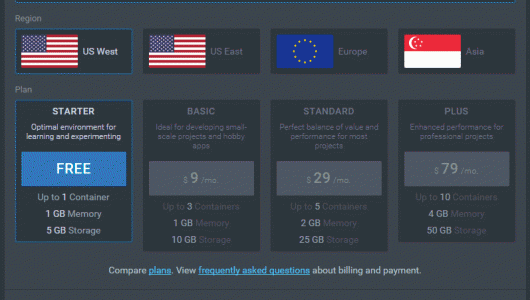 Region
US West
US East
Europe
Asia
Plan
STARTER
Optimal environment for
learning and experimenting
FREE
Up to 1 Container
1 GB Memory
5 GB Storage
BASIC
Ideal for developing small-
scale projects and hobby
apps
$ 9 /mo.
Up to 3 Containers
1 GB Memory
10 GB Storage
STANDARD
Perfect balance of value and
performance for most
projects
$ 29 /mo.
Up to 5 Containers
2 GB Memory
25 GB Storage
PLUS
Enhanced performance for
professional projects
$ 79 /mo.
Up to 10 Containers
4 GB Memory
50 GB Storage
Compare plans. View frequently asked questions about billing and payment.